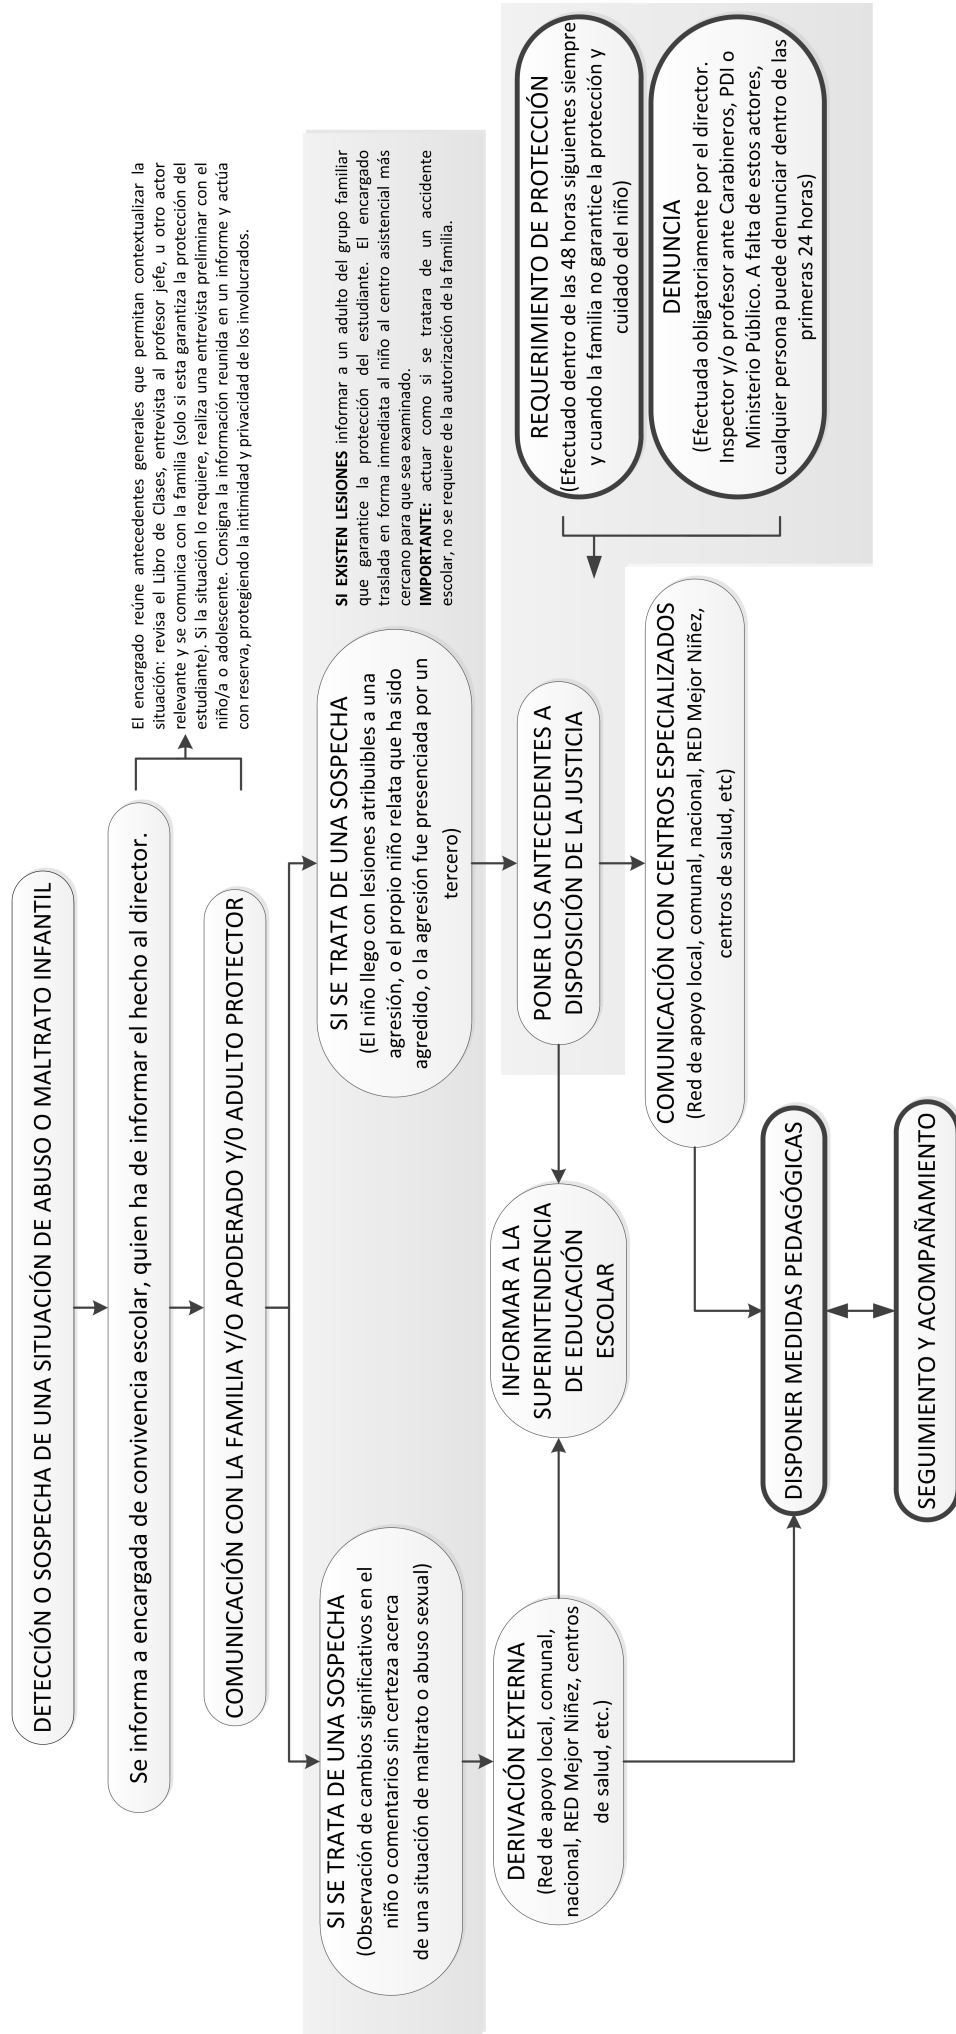 DETECCIÓN O SOSPECHA DE UNA SITUACIÓN DE ABUSO O MALTRATO INFANTIL
Se informa a encargada de convivencia escolar, quien ha de informar el hecho al director.
COMUNICACIÓN CON LA FAMILIA Y/O APODERADO Y/0 ADULTO PROTECTOR
El encargado reúne antecedentes generales que permitan contextualizar la
situación: revisa el Libro de Clases, entrevista al profesor jefe, u otro actor
relevante y se comunica con la familia (solo si esta garantiza la protección del
estudiante). Si la situación lo requiere, realiza una entrevista preliminar con el
niño/a o adolescente. Consigna la información reunida en un informe y actúa
con reserva, protegiendo la intimidad y privacidad de los involucrados.
SI SE TRATA DE UNA SOSPECHA
(Observación de cambios significativos en el
niño o comentarios sin certeza acerca
de una situación de maltrato o abuso sexual)
SI SE TRATA DE UNA SOSPECHA
(El niño llego con lesiones atribuibles a una
agresión, o el propio niño relata que ha sido
agredido, o la agresión fue presenciada por un
tercero)
SI EXISTEN LESIONES informar a un adulto del grupo familiar
que garantice la protección del estudiante. El encargado
traslada en forma inmediata al niño al centro asistencial más
cercano para que sea examinado.
IMPORTANTE: actuar como si se tratara de un accidente
escolar, no se requiere de la autorización de la familia.
DERIVACIÓN EXTERNA
(Red de apoyo local, comunal,
nacional, RED Mejor Niñez, centros
de salud, etc.)
INFORMAR A LA
SUPERINTENDENCIA
DE EDUCACIÓN
ESCOLAR
PONER LOS ANTECEDENTES A
DISPOSICIÓN DE LA JUSTICIA
REQUERIMIENTO DE PROTECCIÓN
(Efectuado dentro de las 48 horas siguientes siempre
y cuando la familia no garantice la protección y
cuidado del niño)
DENUNCIA
(Efectuada obligatoriamente por el director.
Inspector y/o profesor ante Carabineros, PDI o
Ministerio Público. A falta de estos actores,
cualquier persona puede denunciar dentro de las
primeras 24 horas)
COMUNICACIÓN CON CENTROS ESPECIALIZADOS
(Red de apoyo local, comunal, nacional, RED Mejor Niñez,
centros de salud, etc)
DISPONER MEDIDAS PEDAGÓGICAS
SEGUIMIENTO Y ACOMPAÑAMIENTO